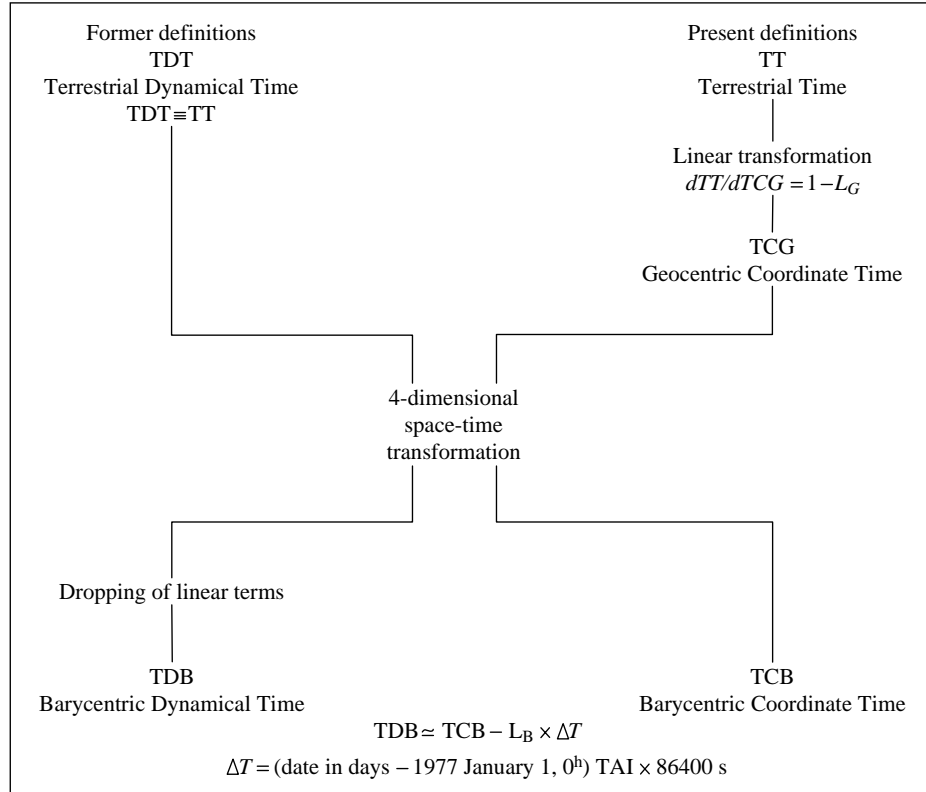 Former definitions
TDT
Terrestrial Dynamical Time
TDT≡TT
Present definitions
TT
Terrestrial Time
Linear transformation
dTT/dTCG = 1−L_G
TCG
Geocentric Coordinate Time
4-dimensional
space-time
transformation
Dropping of linear terms
TDB
Barycentric Dynamical Time
TCB
Barycentric Coordinate Time
TDB ≃ TCB − L_B × ΔT
ΔT = (date in days − 1977 January 1, 0^h) TAI × 86400 s